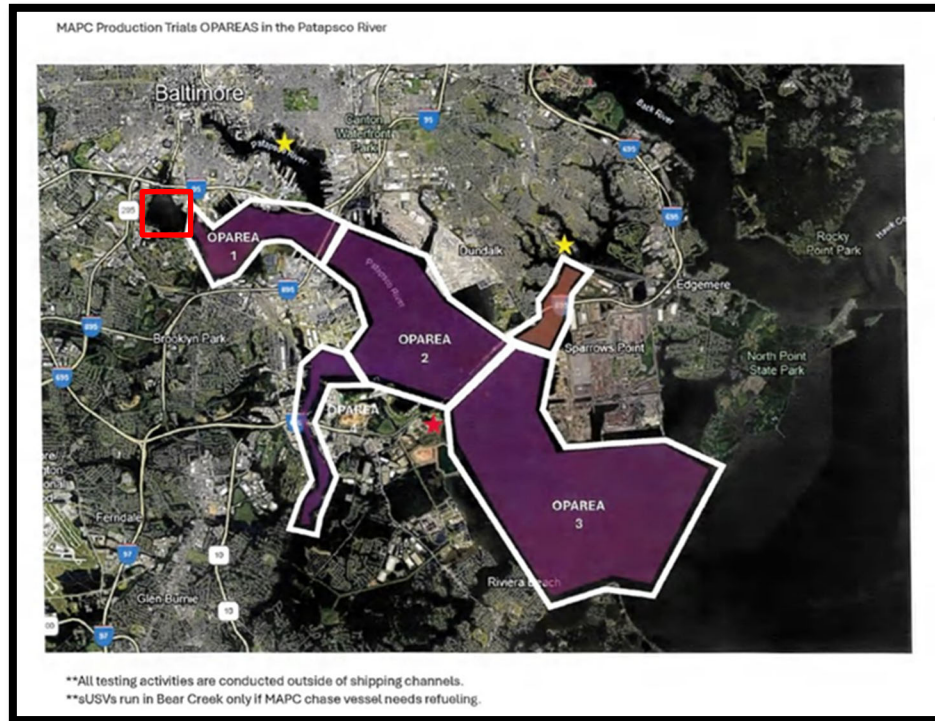 MAPC Production Trials OPAREAS in the Patapsco River
Baltimore
Canton
Waterfront
Park
Patapsco River
Back River
95
695
95
295
695
OPAREA
1
Dundalk
Rocky
Point Park
Patapsco River
Edgemere
895
695
895
Brooklyn Park
OPAREA
2
Sparrows Point
North Point
State Park
695
OPAREA
OPAREA
3
Ferndale
97
10
Riviera Beach
Glen Burnie
10
97
**All testing activities are conducted outside of shipping channels.
**sUSVs run in Bear Creek only if MAPC chase vessel needs refueling.